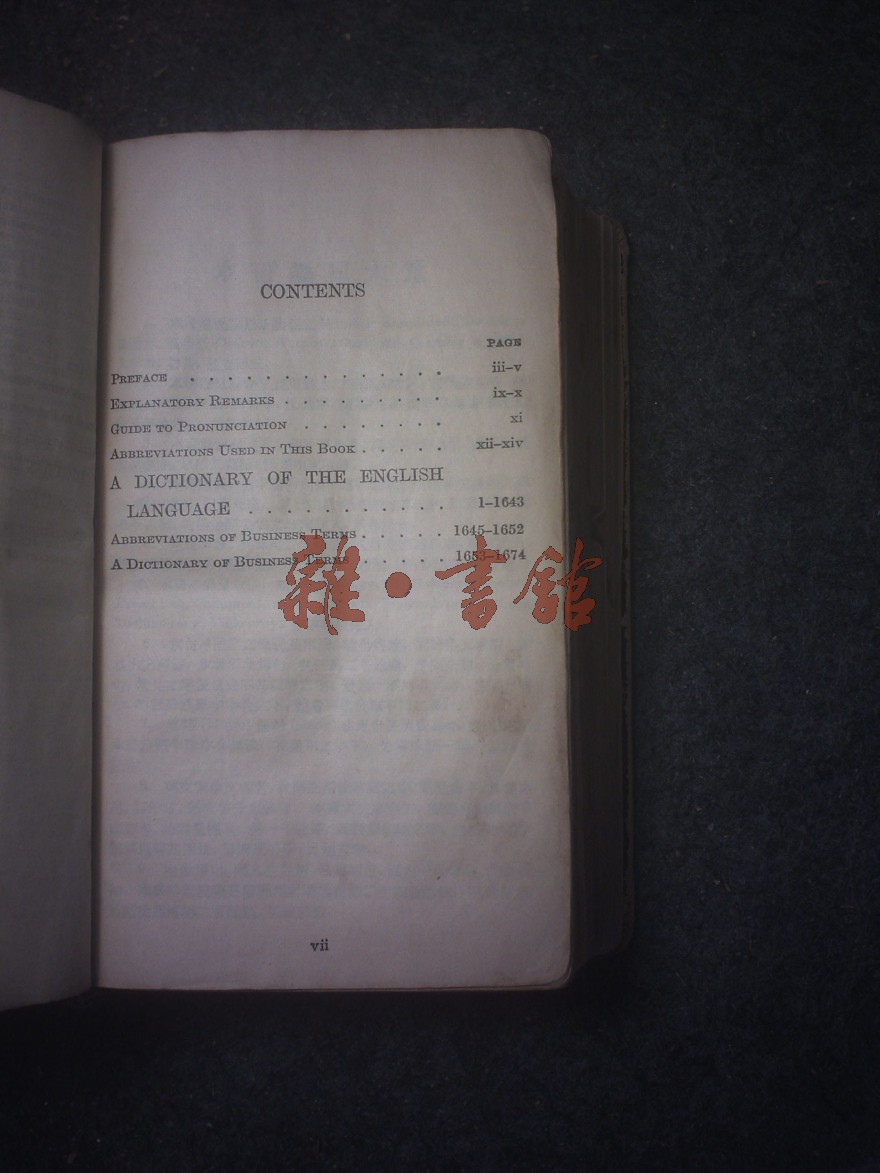 CONTENTS
PAGE
PREFACE . . . . . . . . . . . . . . iii–v
EXPLANATORY REMARKS . . . . . . . . . ix–x
GUIDE TO PRONUNCIATION . . . . . . . . xi
ABBREVIATIONS USED IN THIS BOOK . . . . . xii–xiv
A DICTIONARY OF THE ENGLISH
LANGUAGE . . . . . . . . . . . 1–1643
ABBREVIATIONS OF BUSINESS TERMS . . . . . 1645–1652
A DICTIONARY OF BUSINESS TERMS . . . . . 1653–1674
雜·書館
vii